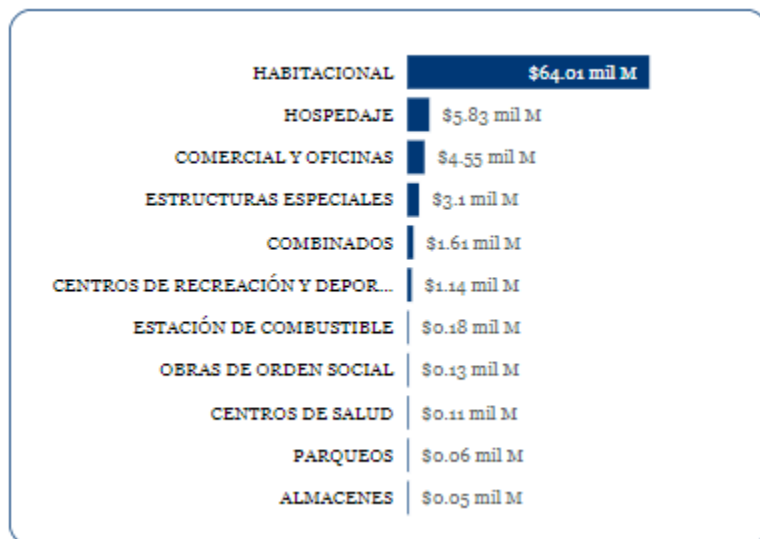 HABITACIONAL $64.01 mil M
HOSPEDAJE $5.83 mil M
COMERCIAL Y OFICINAS $4.55 mil M
ESTRUCTURAS ESPECIALES $3.1 mil M
COMBINADOS $1.61 mil M
CENTROS DE RECREACIÓN Y DEPOR... $1.14 mil M
ESTACIÓN DE COMBUSTIBLE $0.18 mil M
OBRAS DE ORDEN SOCIAL $0.13 mil M
CENTROS DE SALUD $0.11 mil M
PARQUEOS $0.06 mil M
ALMACENES $0.05 mil M